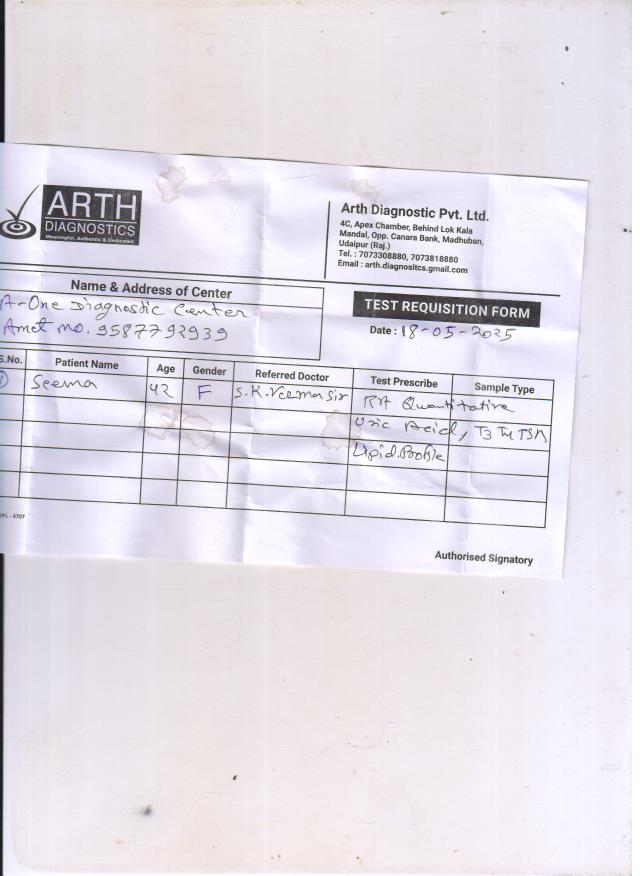 ARTH
DIAGNOSTICS
Meaningful, Authentic & Dedicated
Arth Diagnostic Pvt. Ltd.
4C, Apex Chamber, Behind Lok Kala
Mandal, Opp. Canara Bank, Madhuban,
Udaipur (Raj.)
Tel. : 7073308880, 7073818880
Email : arth.diagnositcs.gmail.com
Name & Address of Center
A-One Diagnostic Center
Amet mo. 9587792939
TEST REQUISITION FORM
Date : 18-05-2025
S.No. Patient Name Age Gender Referred Doctor Test Prescribe Sample Type
Seema 42 F S.K.Verma Sir RA Quantitative
Uric Acid, T3 T4 TSH
Lipid Profile
DPL - 4707
Authorised Signatory